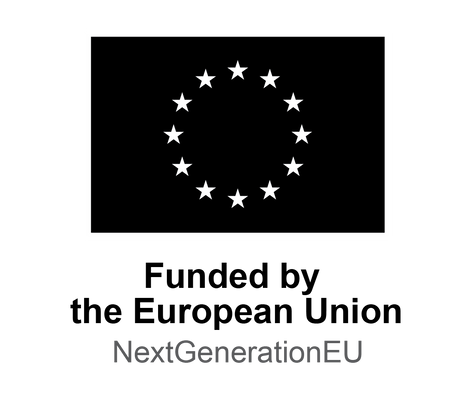 Funded by
the European Union
NextGenerationEU